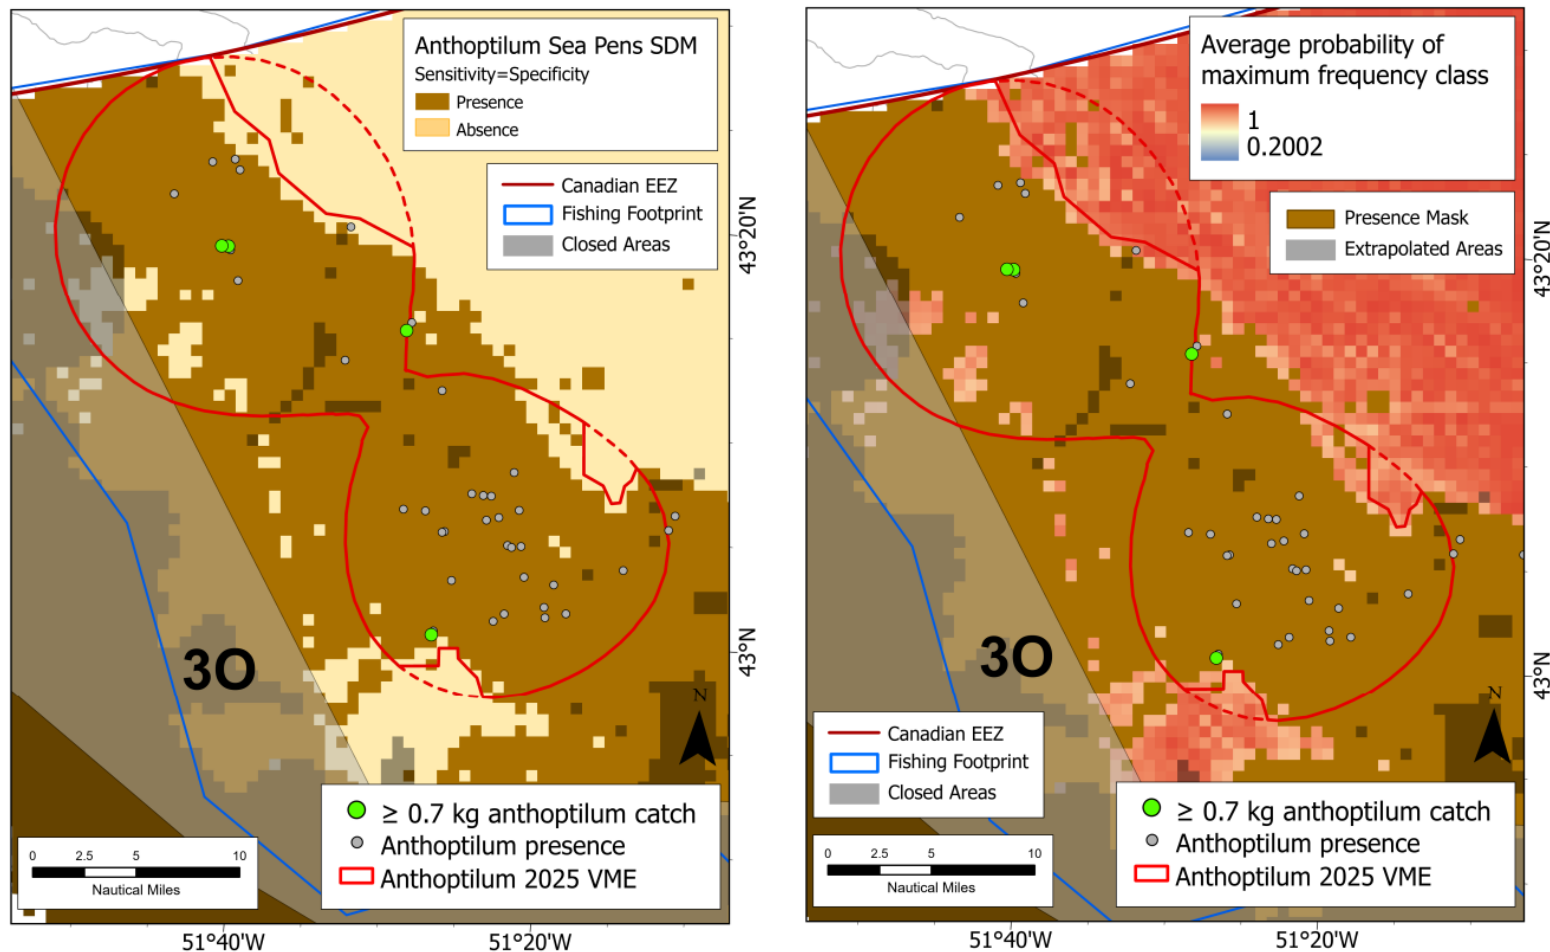 Anthoptilum Sea Pens SDM
Sensitivity=Specificity
Presence
Absence
Canadian EEZ
Fishing Footprint
Closed Areas
43°20'N
43°N
3O
N
≥ 0.7 kg anthoptilum catch
Anthoptilum presence
Anthoptilum 2025 VME
0 2.5 5 10
Nautical Miles
51°40'W 51°20'W
Average probability of
maximum frequency class
1
0.2002
Presence Mask
Extrapolated Areas
43°20'N
43°N
3O
N
Canadian EEZ
Fishing Footprint
Closed Areas
≥ 0.7 kg anthoptilum catch
Anthoptilum presence
Anthoptilum 2025 VME
0 2.5 5 10
Nautical Miles
51°40'W 51°20'W